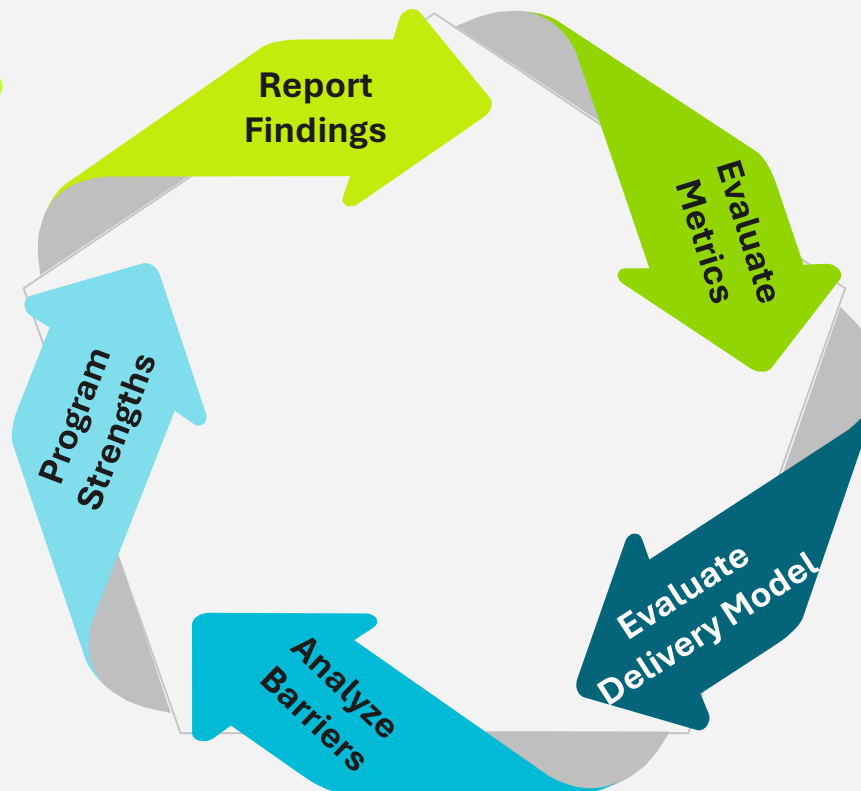 Report
Findings
Evaluate
Metrics
Evaluate
Delivery Model
Analyze
Barriers
Program
Strengths